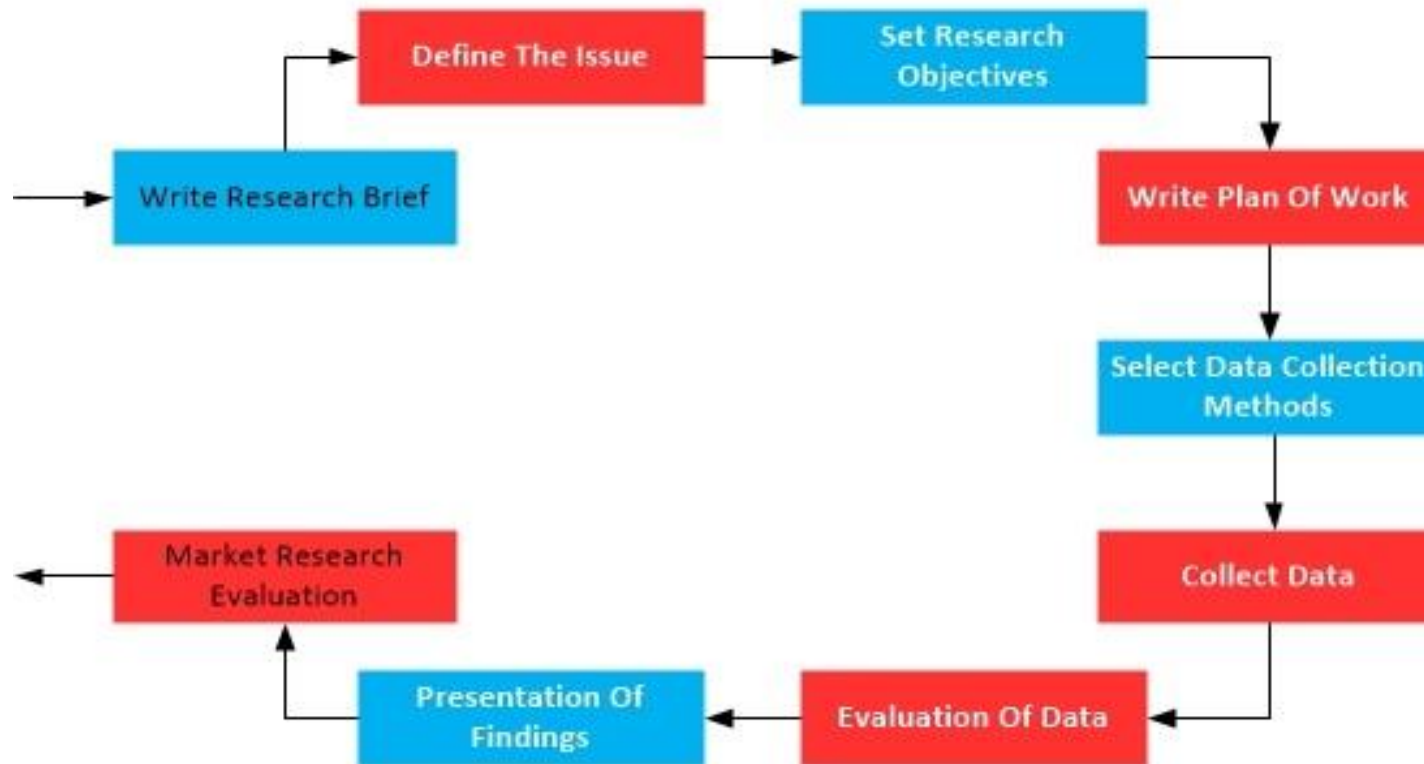 Define The Issue
Set Research
Objectives
Write Research Brief
Write Plan Of Work
Select Data Collection
Methods
Collect Data
Evaluation Of Data
Presentation Of
Findings
Market Research
Evaluation